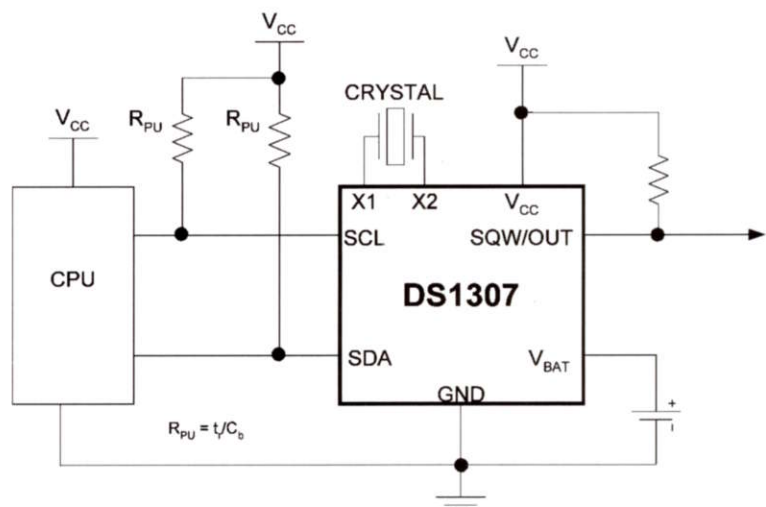 V_CC
V_CC
CRYSTAL
V_CC
R_PU
R_PU
X1
X2
V_CC
SCL
SQW/OUT
CPU
DS1307
SDA
V_BAT
GND
+
-
R_PU = t_r/C_b